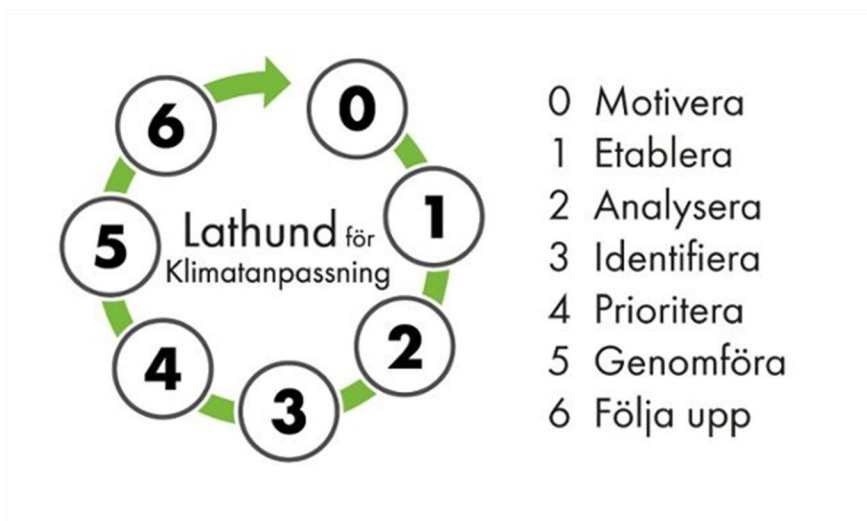 0
1
2
3
4
5
6
Lathund för
Klimatanpassning
0 Motivera
1 Etablera
2 Analysera
3 Identifiera
4 Prioritera
5 Genomföra
6 Följa upp